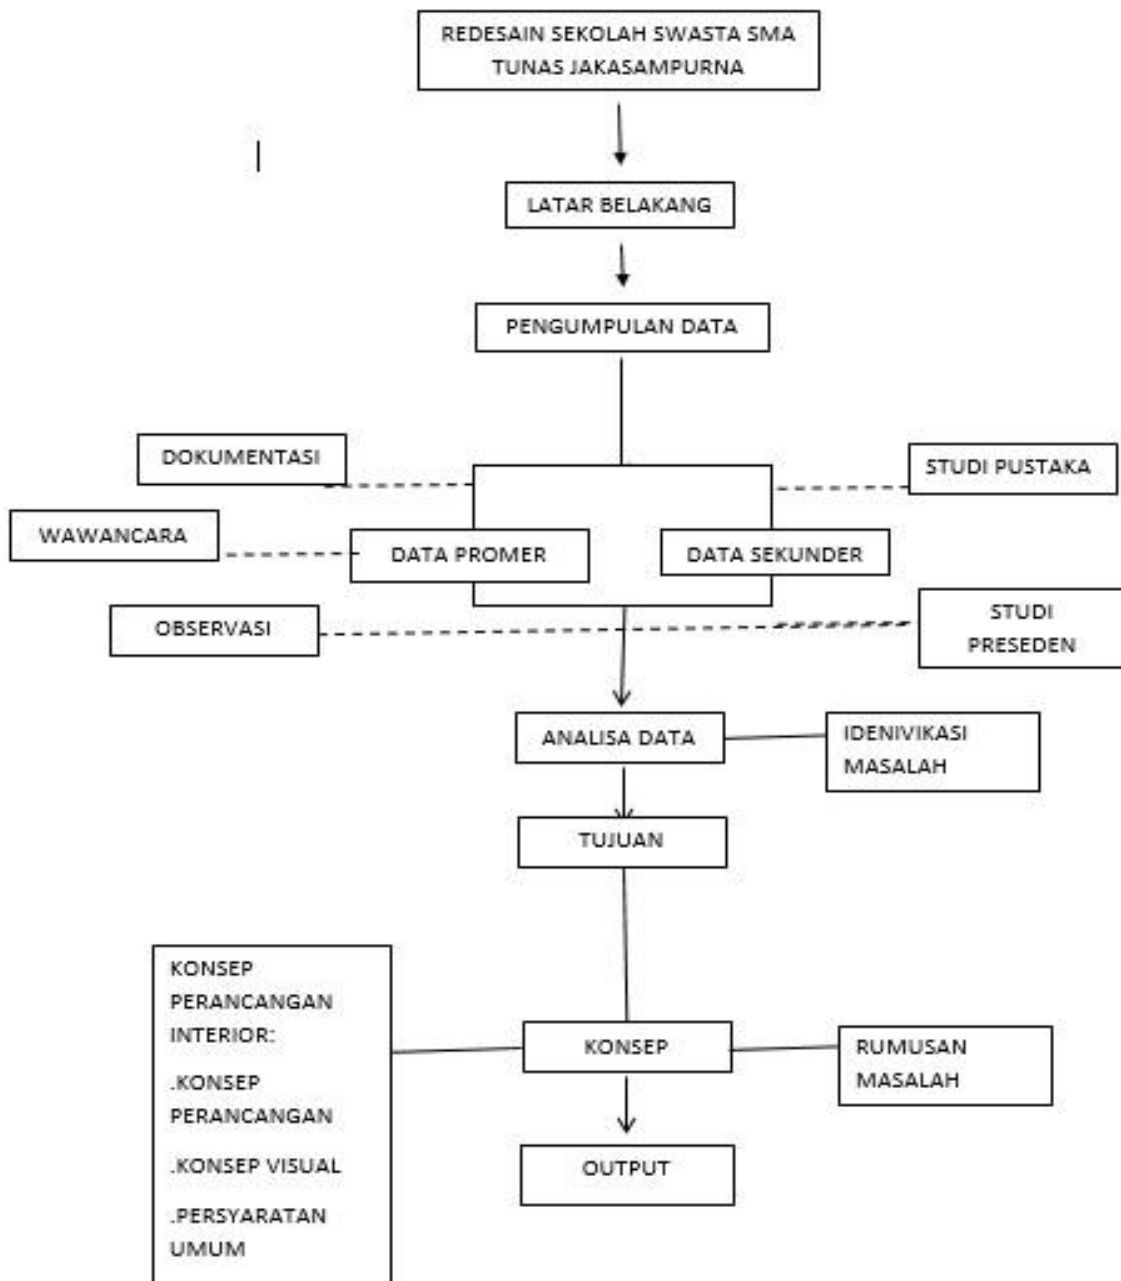 REDESAIN SEKOLAH SWASTA SMA
TUNAS JAKASAMPURNA
LATAR BELAKANG
PENGUMPULAN DATA
DOKUMENTASI
STUDI PUSTAKA
WAWANCARA
DATA PROMER
DATA SEKUNDER
OBSERVASI
STUDI
PRESEDEN
ANALISA DATA
IDENIVIKASI
MASALAH
TUJUAN
KONSEP
PERANCANGAN
INTERIOR:
.KONSEP
PERANCANGAN
.KONSEP VISUAL
.PERSYARATAN
UMUM
KONSEP
RUMUSAN
MASALAH
OUTPUT